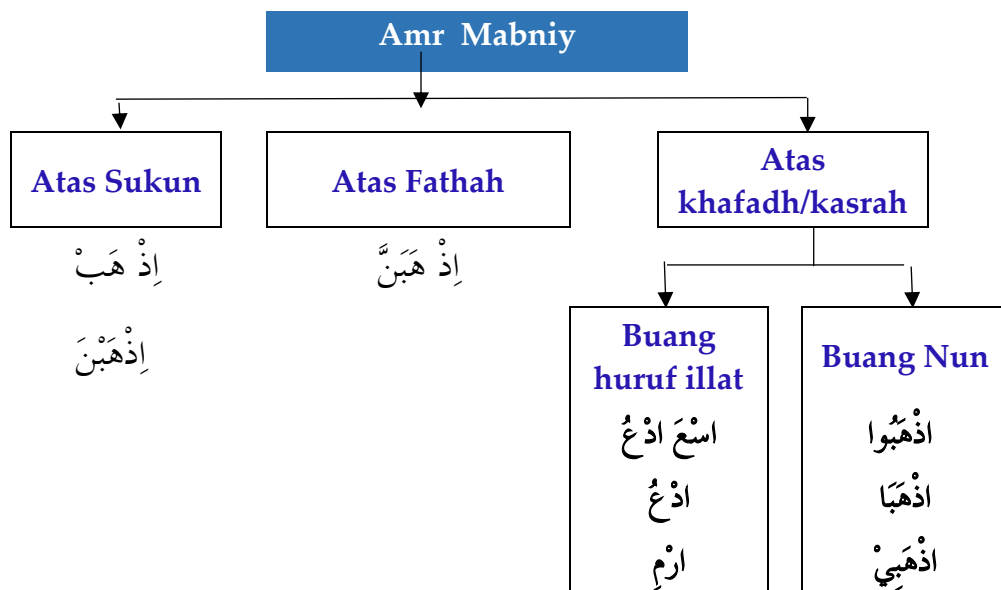 Amr Mabniy
Atas Sukun
اِذْ هَبْ
اِذْهَبْنَ
Atas Fathah
اِذْ هَبَنَّ
Atas
khafadh/kasrah
Buang
huruf illat
اسْعَ ادْعُ
ادْعُ
ارْمِ
Buang Nun
اذْهَبُوا
اذْهَبَا
اذْهَبِيْ